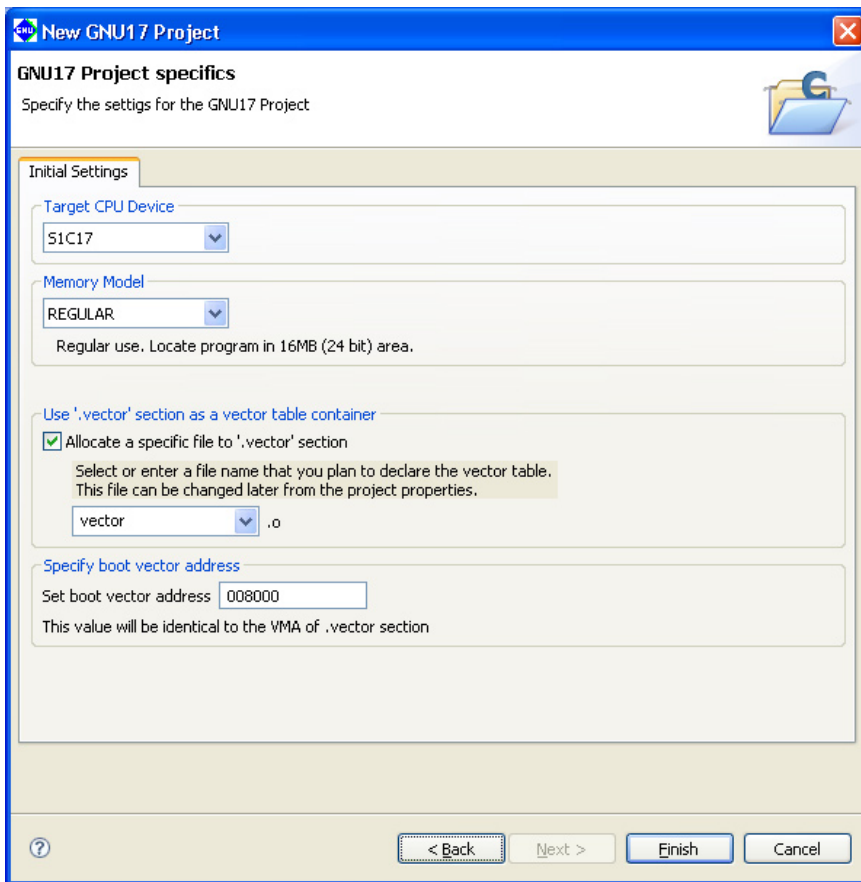 GNU
New GNU17 Project
GNU17 Project specifics
Specify the settigs for the GNU17 Project
C
Initial Settings
Target CPU Device
S1C17
Memory Model
REGULAR
Regular use. Locate program in 16MB (24 bit) area.
Use '.vector' section as a vector table container
Allocate a specific file to '.vector' section
Select or enter a file name that you plan to declare the vector table.
This file can be changed later from the project properties.
vector .o
Specify boot vector address
Set boot vector address 008000
This value will be identical to the VMA of .vector section
? < Back Next > Finish Cancel